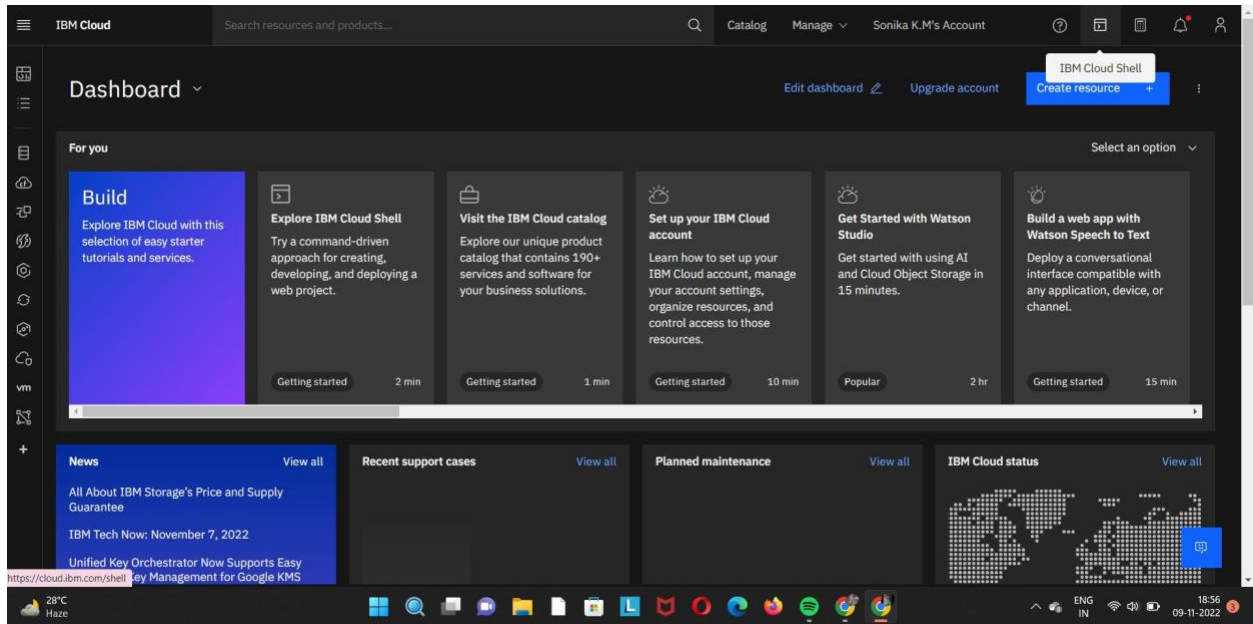 IBM Cloud
Search resources and products...
Catalog
Manage
Sonika K.M's Account
IBM Cloud Shell
Dashboard
Edit dashboard
Upgrade account
Create resource +
For you
Select an option
Build
Explore IBM Cloud with this
selection of easy starter
tutorials and services.
Explore IBM Cloud Shell
Try a command-driven
approach for creating,
developing, and deploying a
web project.
Getting started 2 min
Visit the IBM Cloud catalog
Explore our unique product
catalog that contains 190+
services and software for
your business solutions.
Getting started 1 min
Set up your IBM Cloud
account
Learn how to set up your
IBM Cloud account, manage
your account settings,
organize resources, and
control access to those
resources.
Getting started 10 min
Get Started with Watson
Studio
Get started with using AI
and Cloud Object Storage in
15 minutes.
Popular 2 hr
Build a web app with
Watson Speech to Text
Deploy a conversational
interface compatible with
any application, device, or
channel.
Getting started 15 min
vm
News View all
All About IBM Storage's Price and Supply
Guarantee
IBM Tech Now: November 7, 2022
Unified Key Orchestrator Now Supports Easy
ey Management for Google KMS
Recent support cases View all
Planned maintenance View all
IBM Cloud status View all
https://cloud.ibm.com/shell
28°C
Haze
ENG
IN
18:56
09-11-2022
3